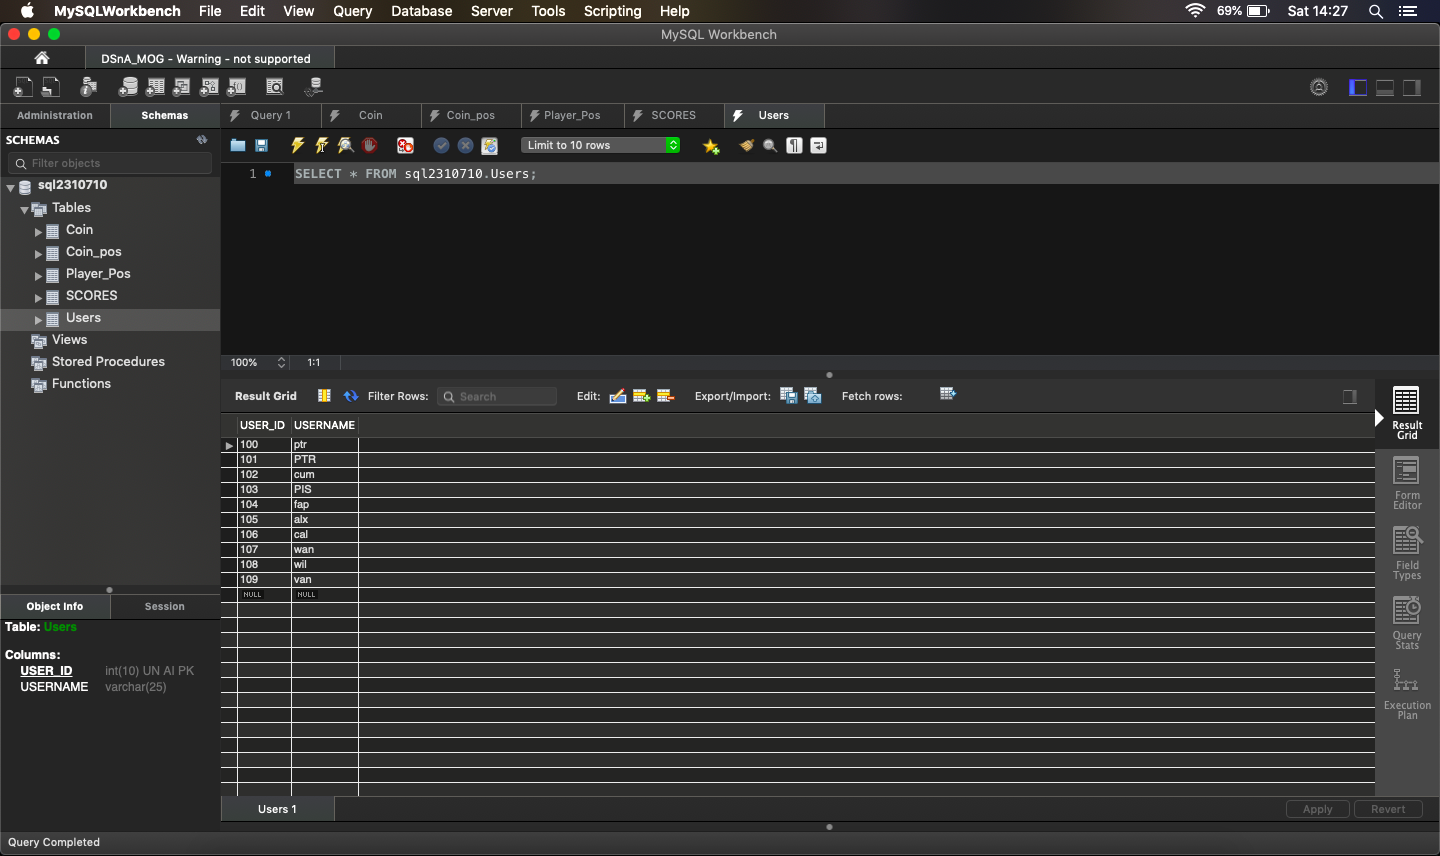 MySQLWorkbench File Edit View Query Database Server Tools Scripting Help 69% Sat 14:27
MySQL Workbench
DSnA_MOG - Warning - not supported
Administration Schemas Query 1 Coin Coin_pos Player_Pos SCORES Users
SCHEMAS
Limit to 10 rows
Filter objects
1 SELECT * FROM sql2310710.Users;
sql2310710
Tables
Coin
Coin_pos
Player_Pos
SCORES
Users
Views
Stored Procedures
Functions
100% 1:1
Result Grid Filter Rows: Search Edit: Export/Import: Fetch rows:
USER_ID USERNAME
100 ptr
101 PTR
102 cum
103 PIS
104 fap
105 alx
106 cal
107 wan
108 wil
109 van
NULL NULL
Result
Grid
Form
Editor
Field
Types
Query
Stats
Execution
Plan
Object Info Session
Table: Users
Columns:
USER_ID int(10) UN AI PK
USERNAME varchar(25)
Users 1 Apply Revert
Query Completed